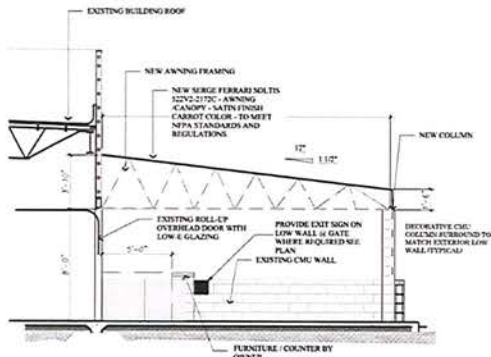 EXISTING BUILDING ROOF
NEW AWNING FRAMING
NEW SERGE FERRARI SOLTIS
522V2-2172C - AWNING
/CANOPY - SATIN FINISH
CARROT COLOR - TO MEET
NFPA STANDARDS AND
REGULATIONS
12"
1 1/2"
NEW COLUMN
EXISTING ROLL-UP
OVERHEAD DOOR WITH
LOW-E GLAZING
PROVIDE EXIT SIGN ON
LOW WALL @ GATE
WHERE REQUIRED SEE
PLAN
EXISTING CMU WALL
DECORATIVE CMU
COLUMN SURROUND TO
MATCH EXTERIOR LOW
WALL (TYPICAL)
5'-0"
8'-0"
FURNITURE / COUNTER BY
OWNER